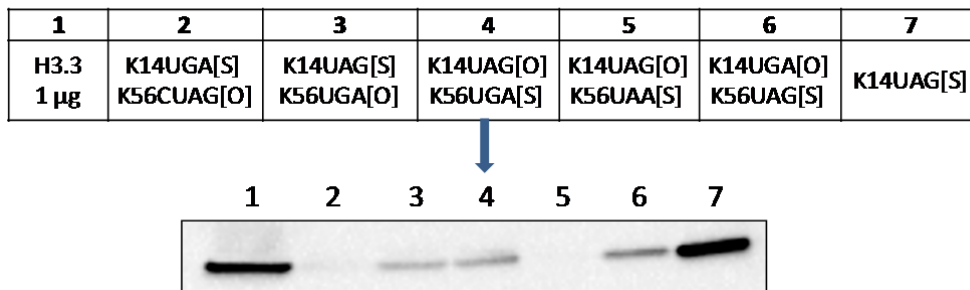 1 2 3 4 5 6 7
H3.3 K14UGA[S] K14UAG[S] K14UAG[O] K14UAG[O] K14UGA[O] K14UAG[S]
1 µg K56CUAG[O] K56UGA[O] K56UGA[S] K56UAA[S] K56UAG[S]
1 2 3 4 5 6 7